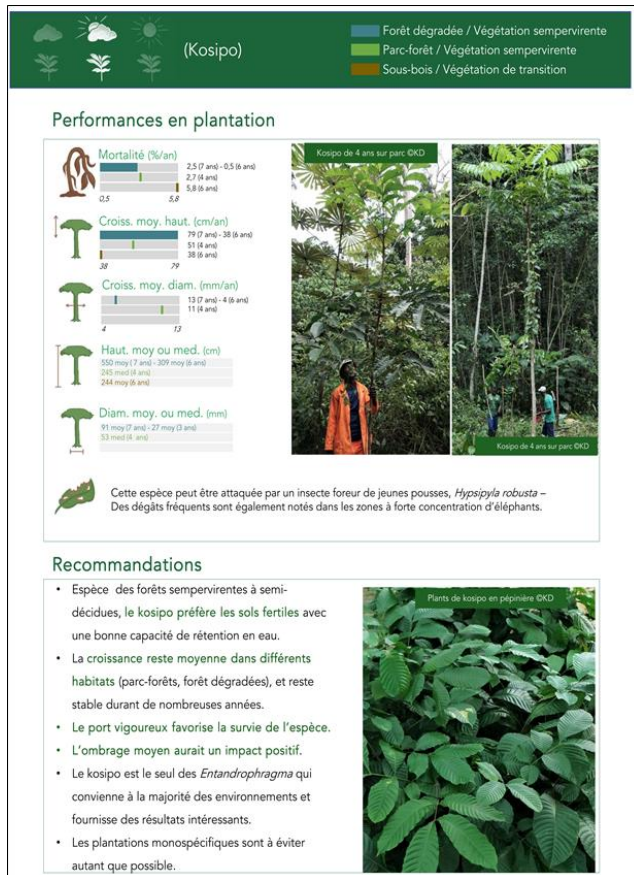 (Kosipo)
Forêt dégradée / Végétation sempervirente
Parc-forêt / Végétation sempervirente
Sous-bois / Végétation de transition
Performances en plantation
Mortalité (%/an)
2,5 (7 ans) - 0,5 (6 ans)
2,7 (4 ans)
5,8 (6 ans)
0,5 5,8
Croiss. moy. haut. (cm/an)
79 (7 ans) - 38 (6 ans)
51 (4 ans)
38 (6 ans)
38 79
Croiss. moy. diam. (mm/an)
13 (7 ans) - 4 (6 ans)
11 (4 ans)
4 13
Haut. moy ou med. (cm)
550 moy ( 7 ans) - 309 moy (6 ans)
245 med (4 ans)
244 moy (6 ans)
Diam. moy. ou med. (mm)
91 moy (7 ans) - 27 moy (3 ans)
53 med (4 ans)
Kosipo de 4 ans sur parc ©KD
Kosipo de 4 ans sur parc ©KD
Cette espèce peut être attaquée par un insecte foreur de jeunes pousses, Hypsipyla robusta –
Des dégâts fréquents sont également notés dans les zones à forte concentration d'éléphants.
Recommandations
• Espèce des forêts sempervirentes à semi-
décidues, le kosipo préfère les sols fertiles avec
une bonne capacité de rétention en eau.
• La croissance reste moyenne dans différents
habitats (parc-forêts, forêt dégradées), et reste
stable durant de nombreuses années.
• Le port vigoureux favorise la survie de l'espèce.
• L'ombrage moyen aurait un impact positif.
• Le kosipo est le seul des Entandrophragma qui
convienne à la majorité des environnements et
fournisse des résultats intéressants.
• Les plantations monospécifiques sont à éviter
autant que possible.
Plants de kosipo en pépinière ©KD